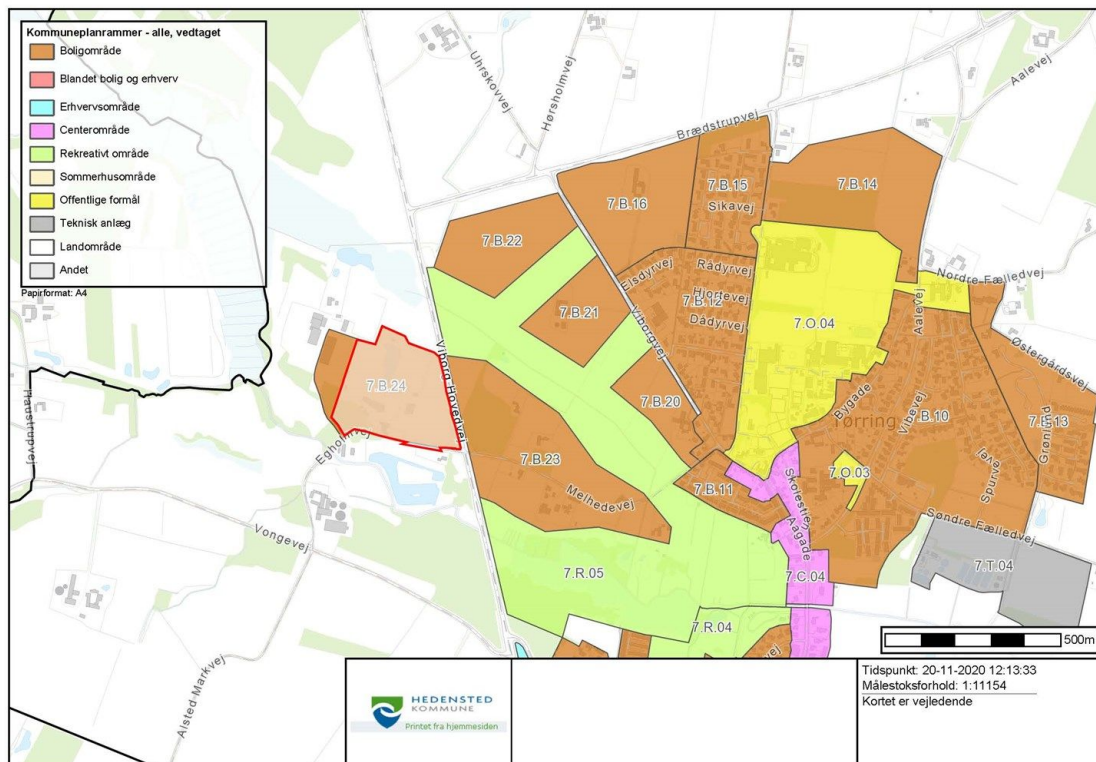 Kommuneplanrammer - alle, vedtaget
Boligområde
Blandet bolig og erhverv
Erhvervsområde
Centerområde
Rekreativt område
Sommerhusområde
Offentlige formål
Teknisk anlæg
Landområde
Andet
Papirformat: A4
Uhrskovvej
Hørsholmvej
Aalevej
Brædstrupvej
7.B.16
7.B.15
Sikavej
7.B.14
7.B.22
Elsdyrvej
Rådyrvej
Hjortevej
7.B.12
Dådyrvej
Nordre Fælledvej
Aalevej
7.B.21
Viborgvej
7.O.04
Østergårdsvej
Viborg Hovedvej
7.B.24
7.B.20
Bygade
Vibevej
7.B.10
Tørring
7.B.13
Grønlund
Egholmvej
7.B.23
Melhedevej
7.B.11
Skolestien
7.O.03
Aagade
Søndre Fælledvej
Vongevej
7.R.05
7.C.04
7.T.04
7.R.04
Alsted Markvej
500m
HEDENSTED
KOMMUNE
Printet fra hjemmesiden
Tidspunkt: 20-11-2020 12:13:33
Målestoksforhold: 1:11154
Kortet er vejledende